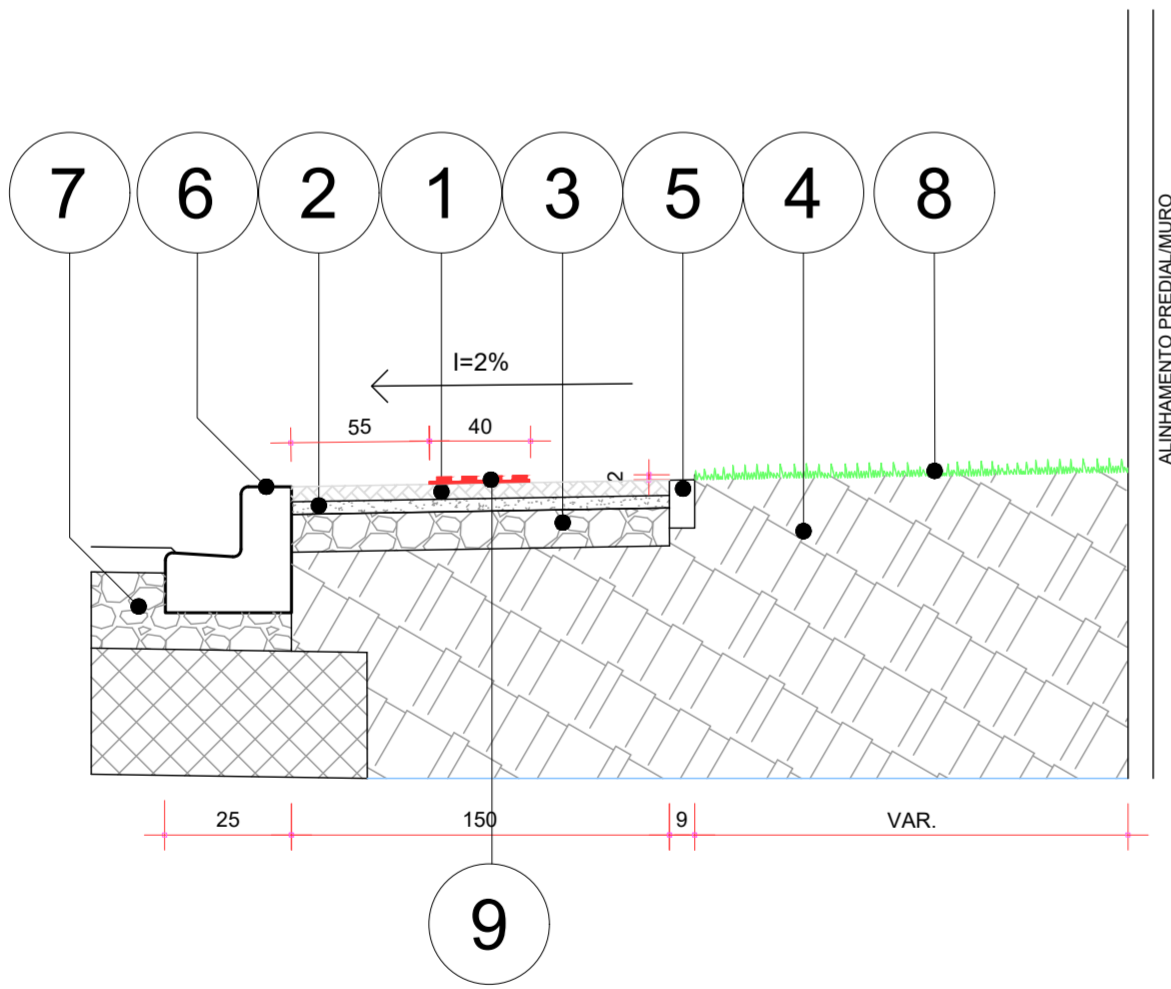 7 6 2 1 3 5 4 8
ALINHAMENTO PREDIAL/MURO
I=2%
55 40
2
25 150 9 VAR.
9